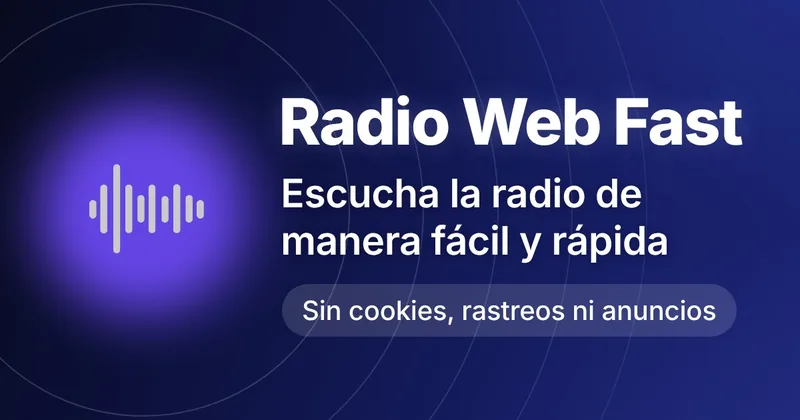 Radio Web Fast
Escucha la radio de
manera fácil y rápida
Sin cookies, rastreos ni anuncios